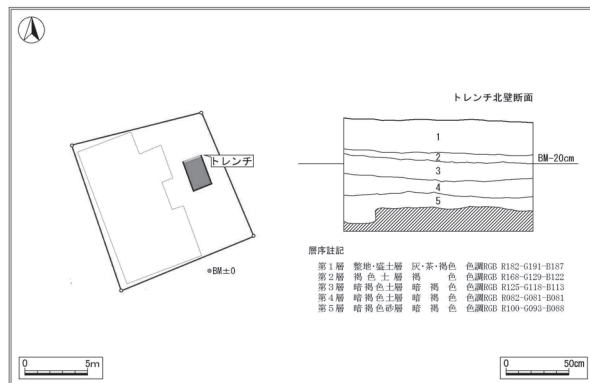 トレンチ
●BM±0
0 5m
トレンチ北壁断面
1
2
3
4
5
BM-20cm
層序註記
第1層 整地・盛土層 灰・茶・褐色 色調RGB R182-G191-B187
第2層 褐色土層 褐色 色調RGB R168-G129-B122
第3層 暗褐色土層 暗褐色 色調RGB R125-G118-B113
第4層 暗褐色土層 暗褐色 色調RGB R082-G081-B081
第5層 暗褐色砂層 暗褐色 色調RGB R100-G093-B088
0 50cm